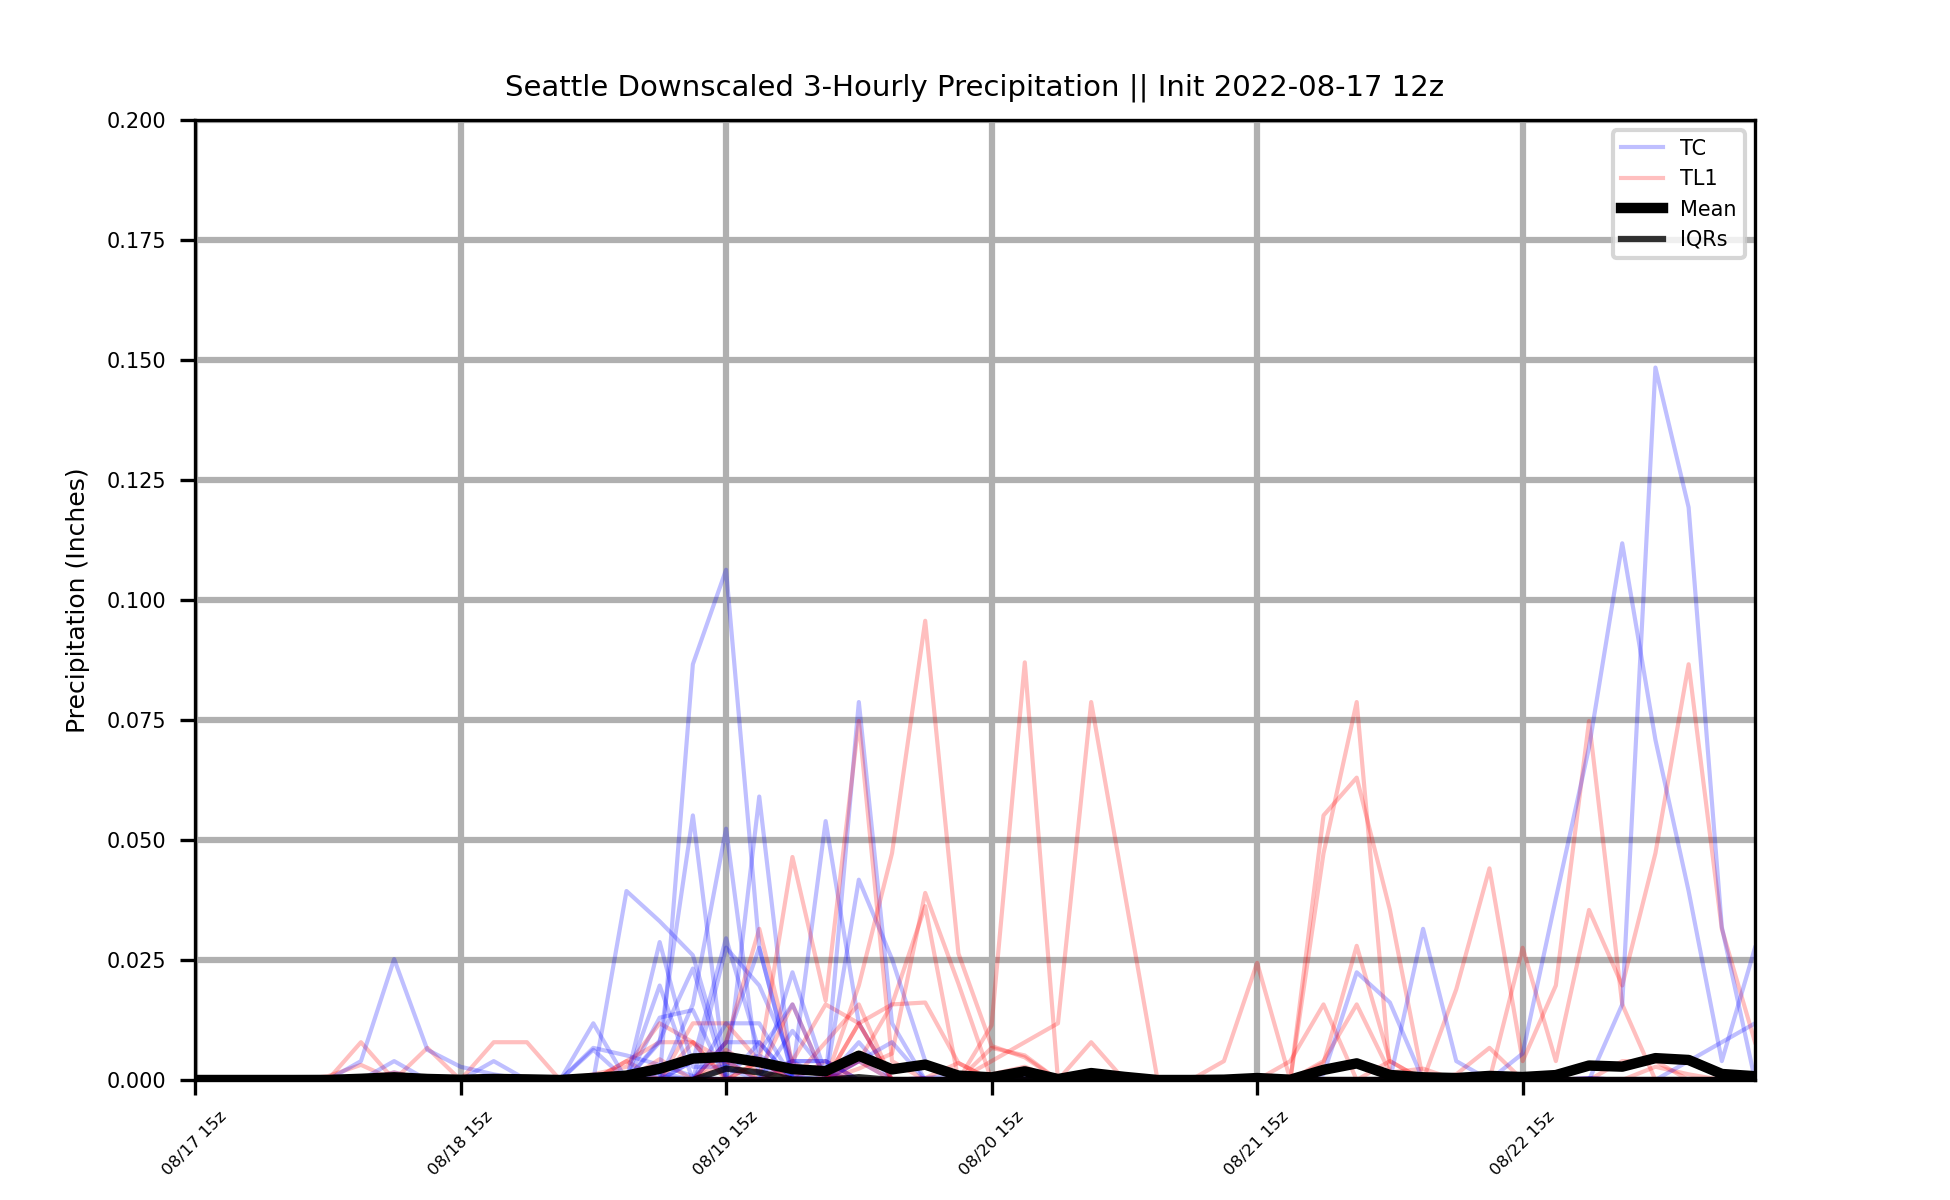 Seattle Downscaled 3-Hourly Precipitation || Init 2022-08-17 12z
0.200
0.175
0.150
0.125
0.100
0.075
0.050
0.025
0.000
Precipitation (Inches)
TC
TL1
Mean
IQRs
08/17 15z
08/18 15z
08/19 15z
08/20 15z
08/21 15z
08/22 15z